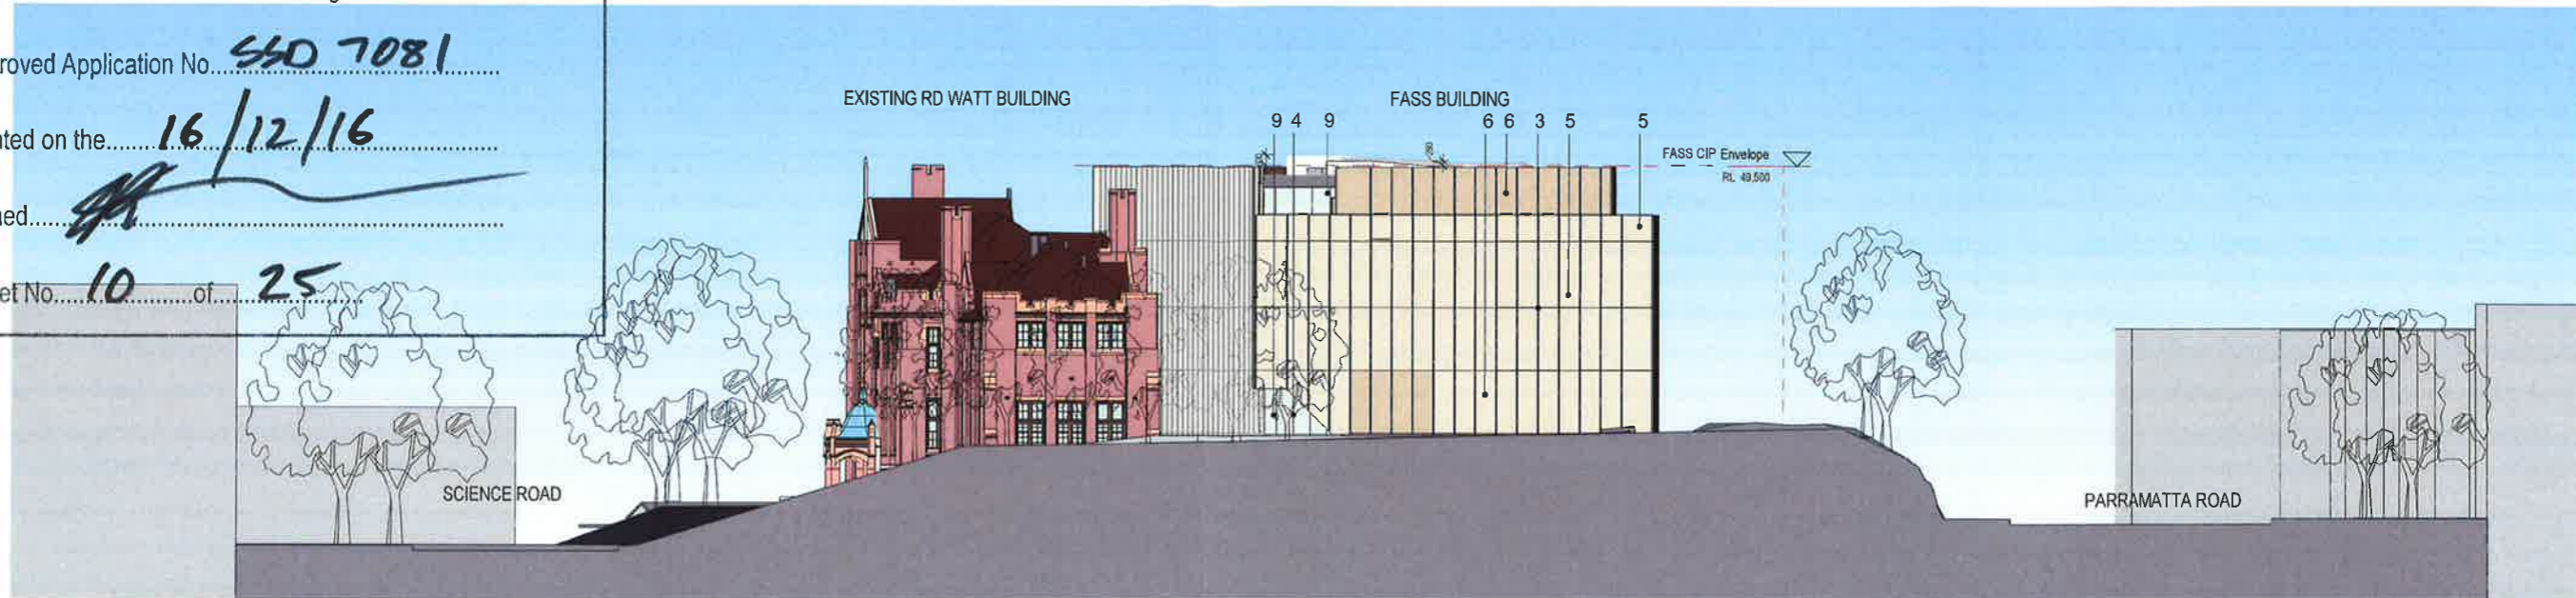 roved Application No. SSD 7081
ated on the 16/12/16
ed
et No. 10 of 25
EXISTING RD WATT BUILDING
FASS BUILDING
9 4 9 6 6 3 5 5
FASS CIP Envelope
RL 49,500
SCIENCE ROAD
PARRAMATTA ROAD